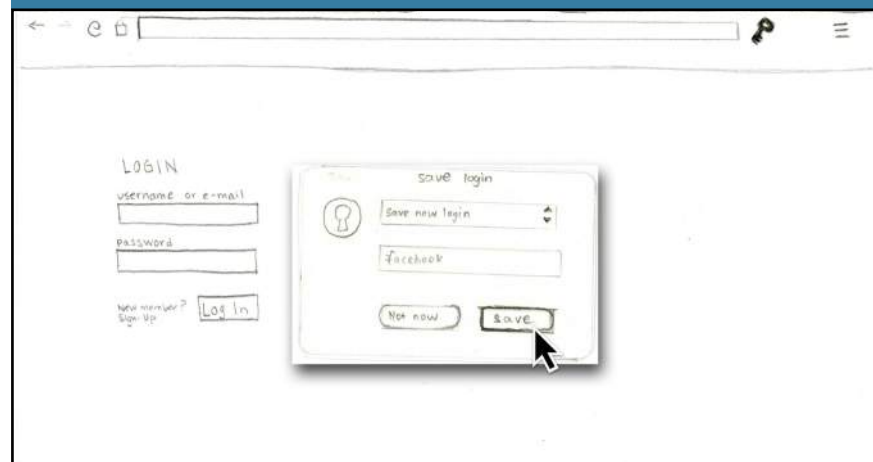 LOGIN
username or e-mail
password
New member?
Sign Up
Log In
save login
Save new login
facebook
Not now
save